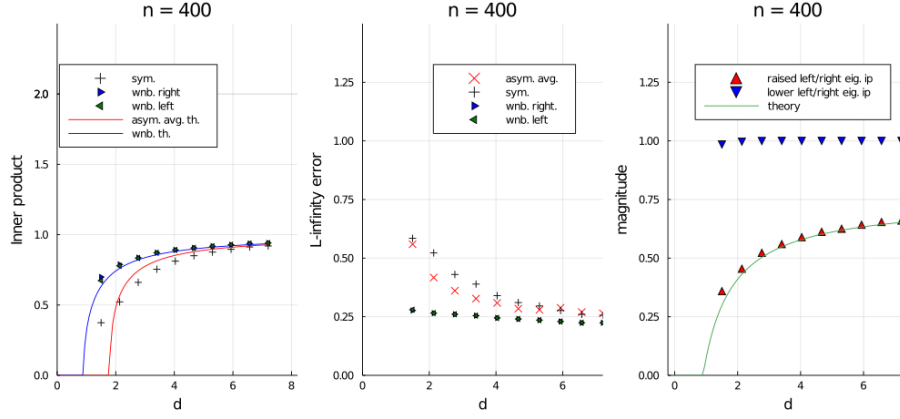 n = 400
Inner product
2.0
1.5
1.0
0.5
0.0
sym.
wnb. right
wnb. left
asym. avg. th.
wnb. th.
0 2 4 6 8
d
n = 400
L-infinity error
1.25
1.00
0.75
0.50
0.25
0.00
asym. avg.
sym.
wnb. right.
wnb. left
0 2 4 6
d
n = 400
magnitude
1.25
1.00
0.75
0.50
0.25
0.00
raised left/right eig. ip
lower left/right eig. ip
theory
0 2 4 6
d